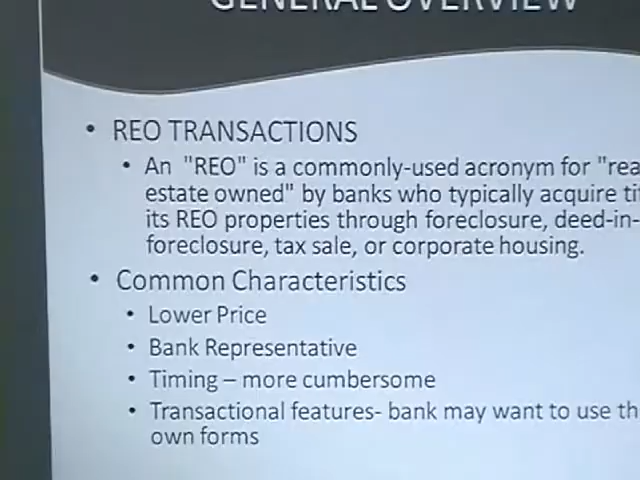 GENERAL OVERVIEW
• REO TRANSACTIONS
• An "REO" is a commonly-used acronym for "rea
estate owned" by banks who typically acquire tit
its REO properties through foreclosure, deed-in-
foreclosure, tax sale, or corporate housing.
• Common Characteristics
• Lower Price
• Bank Representative
• Timing – more cumbersome
• Transactional features- bank may want to use th
own forms